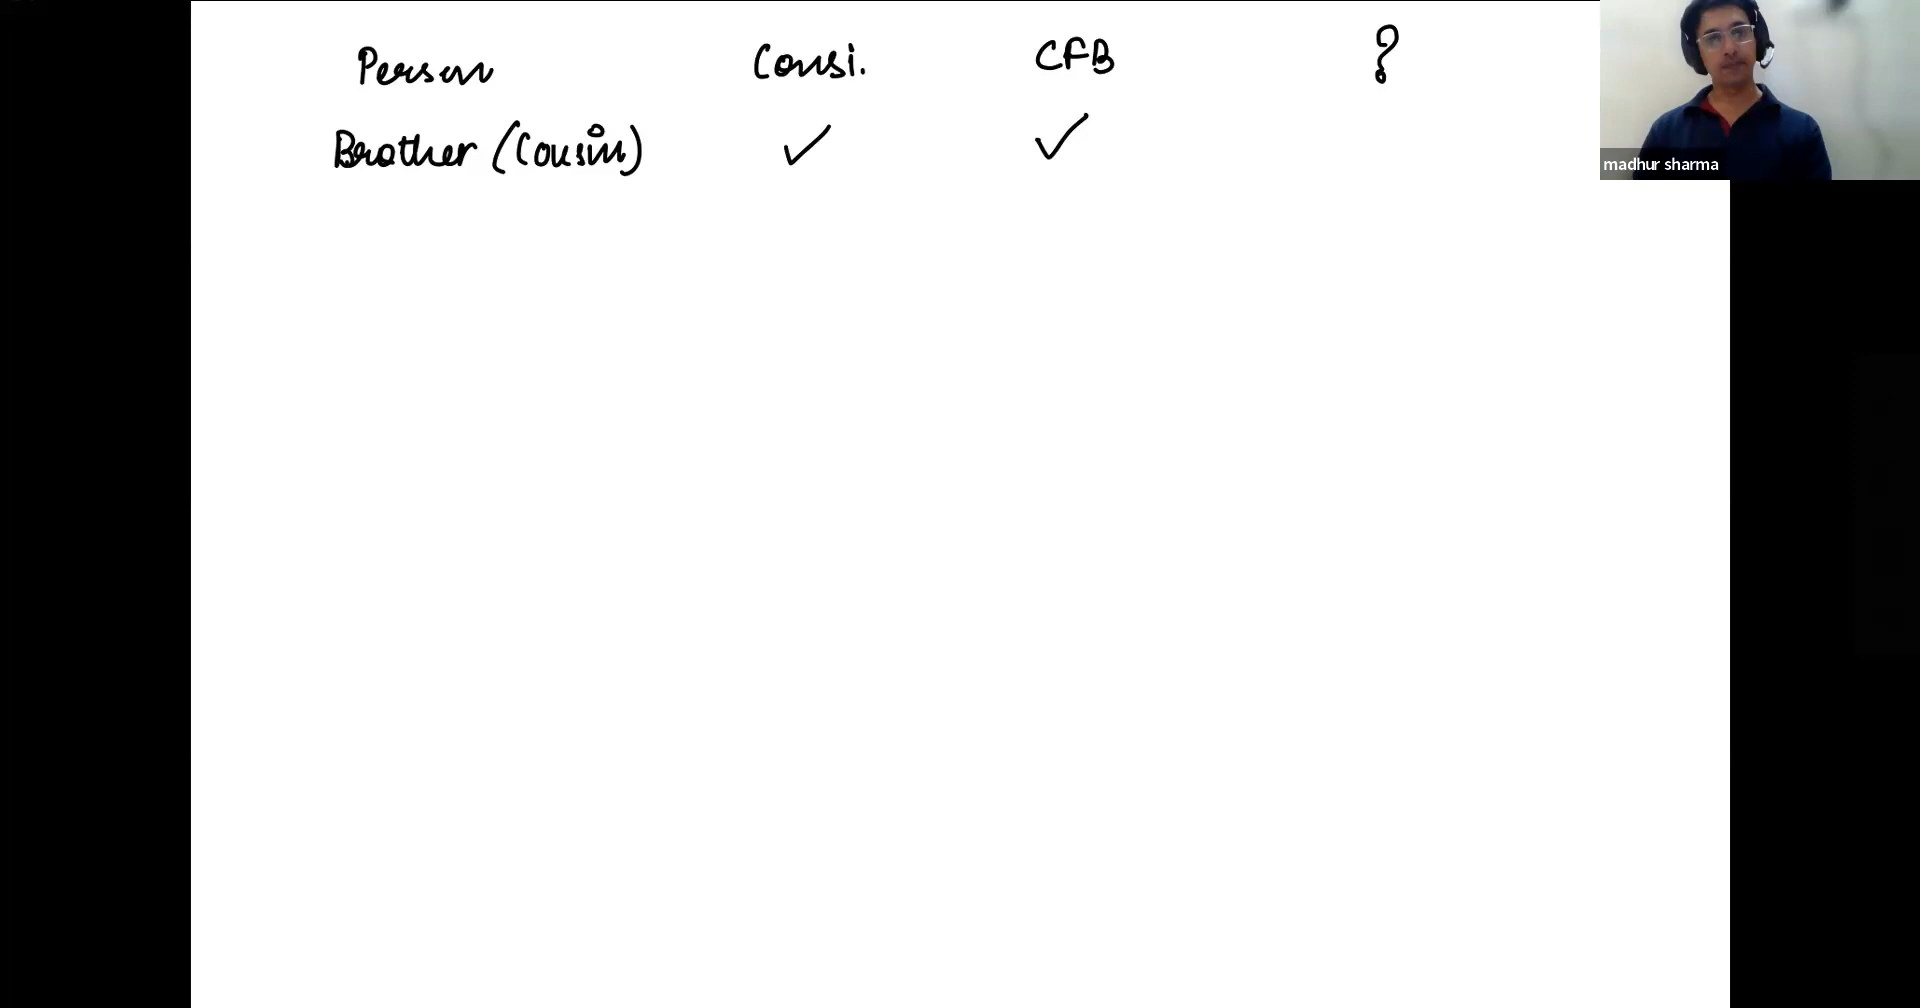 Person Consi. CFB ?
Brother (Cousin) ✓ ✓
madhur sharma